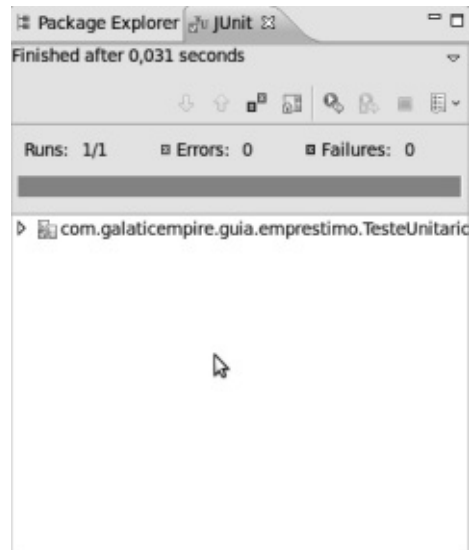 Package Explorer JUnit
Finished after 0,031 seconds
Runs: 1/1 Errors: 0 Failures: 0
com.galaticempire.guia.emprestimo.TesteUnitaric